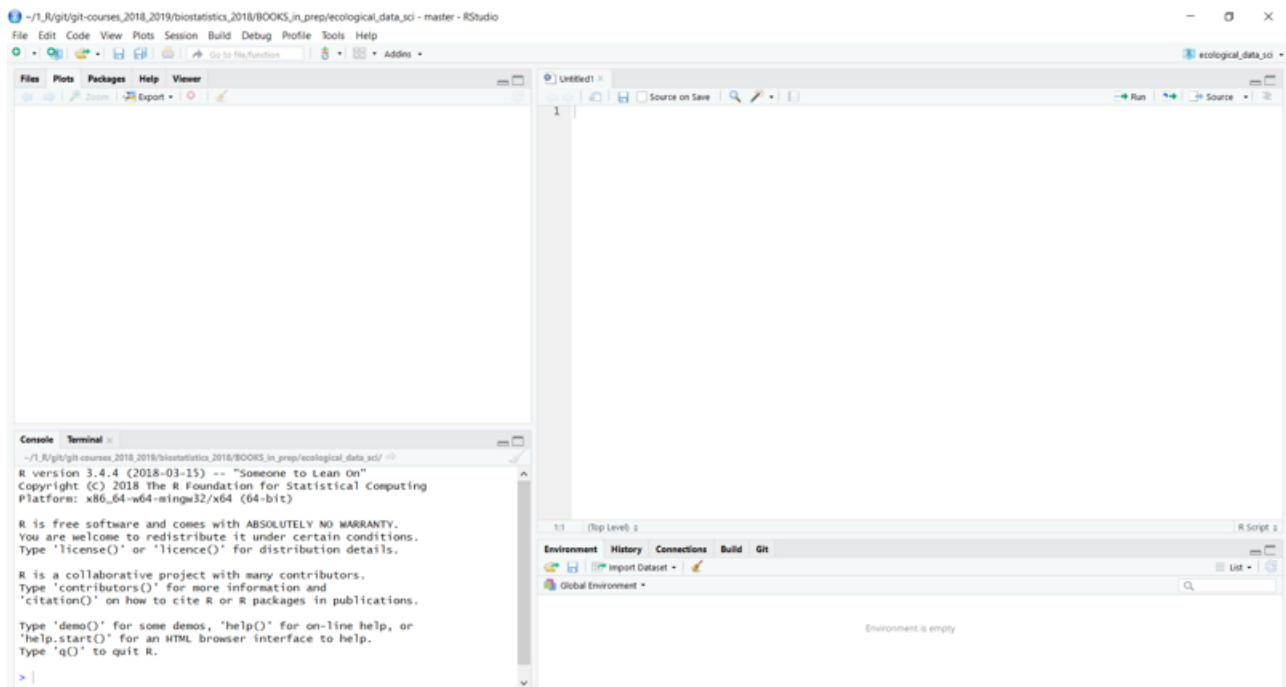 ~/1_R/git/git-courses_2018_2019/biostatistics_2018/BOOKS_in_prep/ecological_data_sci - master - RStudio
File Edit Code View Plots Session Build Debug Profile Tools Help
Go to file/function Addins ecological_data_sci
Files Plots Packages Help Viewer
Zoom Export
Console Terminal
~/1_R/git/git-courses_2018_2019/biostatistics_2018/BOOKS_in_prep/ecological_data_sci/
R version 3.4.4 (2018-03-15) -- "Someone to Lean On"
Copyright (C) 2018 The R Foundation for Statistical Computing
Platform: x86_64-w64-mingw32/x64 (64-bit)
R is free software and comes with ABSOLUTELY NO WARRANTY.
You are welcome to redistribute it under certain conditions.
Type 'license()' or 'licence()' for distribution details.
R is a collaborative project with many contributors.
Type 'contributors()' for more information and
'citation()' on how to cite R or R packages in publications.
Type 'demo()' for some demos, 'help()' for on-line help, or
'help.start()' for an HTML browser interface to help.
Type 'q()' to quit R.
>
Untitled1
Source on Save Run Source
1
1:1 (Top Level) R Script
Environment History Connections Build Git
Import Dataset List
Global Environment
Environment is empty